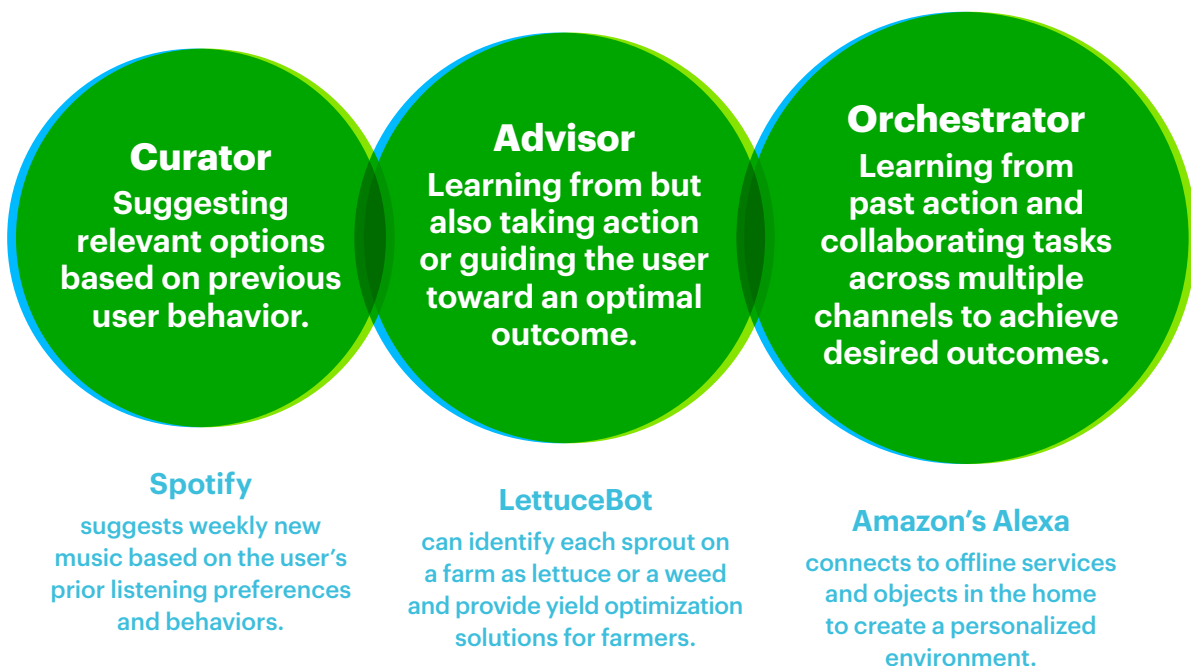 Curator
Suggesting
relevant options
based on previous
user behavior.
Advisor
Learning from but
also taking action
or guiding the user
toward an optimal
outcome.
Orchestrator
Learning from
past action and
collaborating tasks
across multiple
channels to achieve
desired outcomes.
Spotify
suggests weekly new
music based on the user’s
prior listening preferences
and behaviors.
LettuceBot
can identify each sprout on
a farm as lettuce or a weed
and provide yield optimization
solutions for farmers.
Amazon’s Alexa
connects to offline services
and objects in the home
to create a personalized
environment.